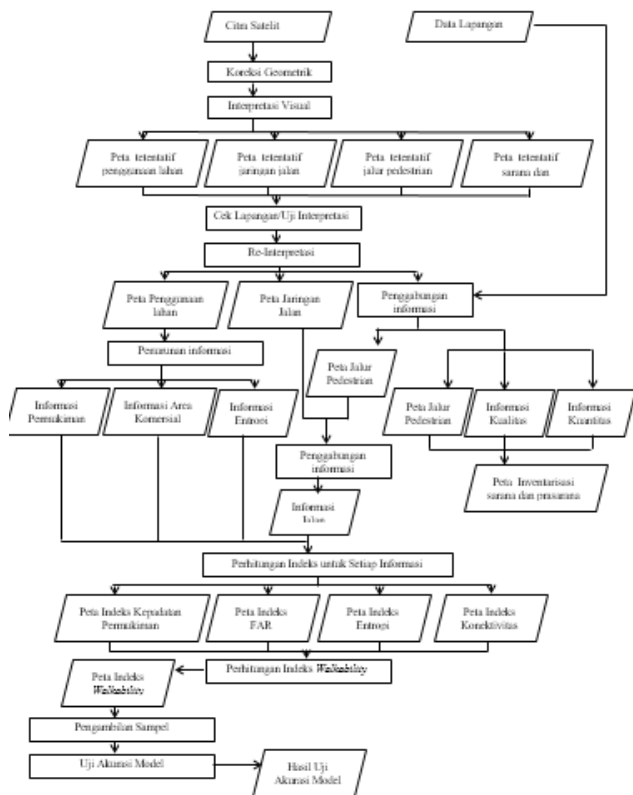 Citra Satelit
Data Lapangan
Koreksi Geometrik
Interpretasi Visual
Peta tetentatif
penggunaan lahan
Peta tetentatif
jaringan jalan
Peta tetentatif
jalur pedestrian
Peta tetentatif
sarana dan
Cek Lapangan/Uji Interpretasi
Re-Interpretasi
Peta Penggunaan
lahan
Peta Jaringan
Jalan
Penggabungan
informasi
Penurunan informasi
Peta Jalur
Pedestrian
Informasi
Permukiman
Informasi Area
Komersial
Informasi
Entropi
Peta Jalur
Pedestrian
Informasi
Kualitas
Informasi
Kuantitas
Penggabungan
informasi
Peta Inventarisasi
sarana dan prasarana
Informasi
Jalan
Perhitungan Indeks untuk Setiap Informasi
Peta Indeks Kepadatan
Permukiman
Peta Indeks
FAR
Peta Indeks
Entropi
Peta Indeks
Konektivitas
Perhitungan Indeks Walkability
Peta Indeks
Walkability
Pengambilan Sampel
Uji Akurasi Model
Hasil Uji
Akurasi Model